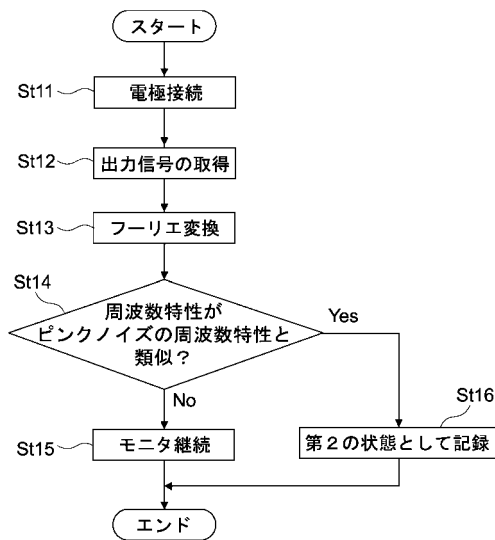 スタート
St11
電極接続
St12
出力信号の取得
St13
フーリエ変換
St14
周波数特性が
ピンクノイズの周波数特性と
類似？
Yes
No
St15
モニタ継続
St16
第２の状態として記録
エンド